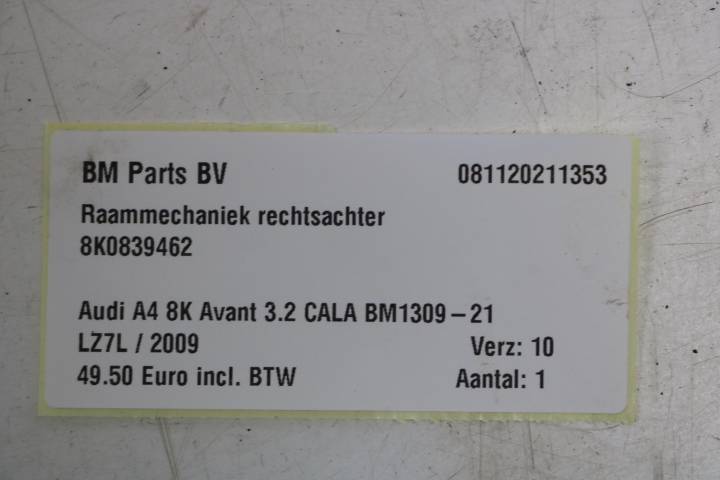 BM Parts BV 081120211353
Raammechaniek rechtsachter
8K0839462
Audi A4 8K Avant 3.2 CALA BM1309-21
LZ7L / 2009 Verz: 10
49.50 Euro incl. BTW Aantal: 1